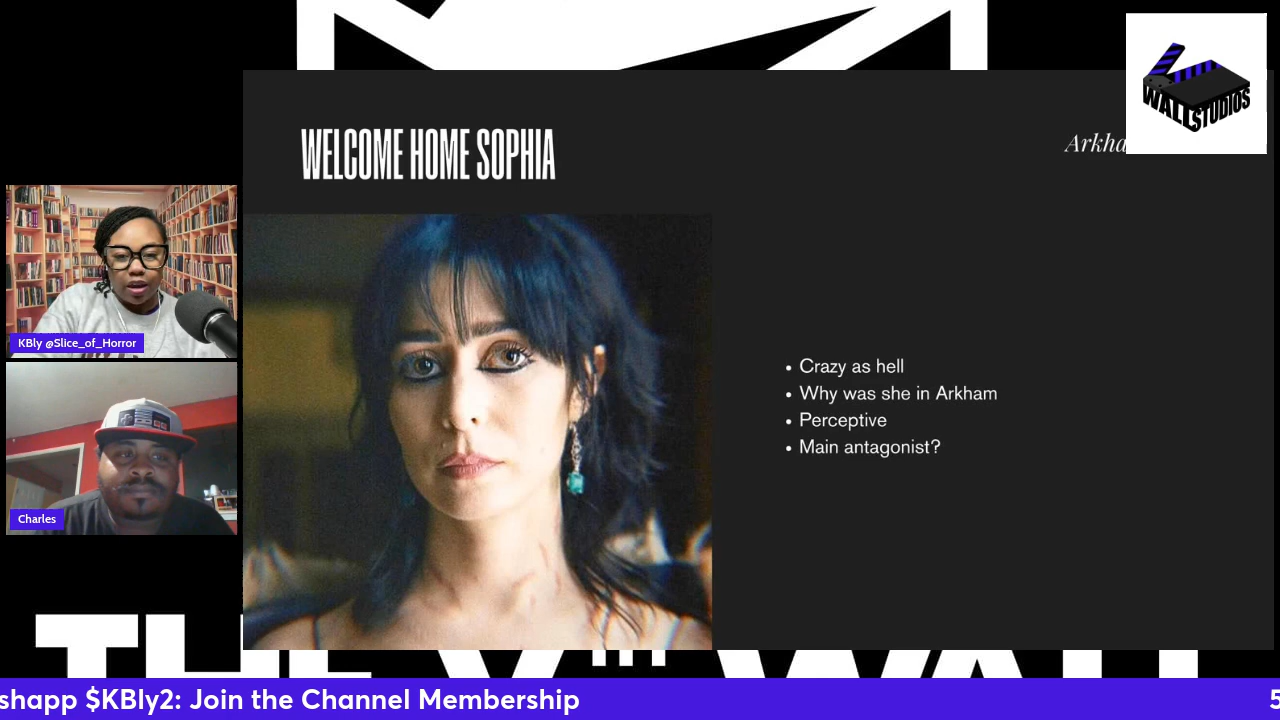 WALLSTUDIOS
WELCOME HOME SOPHIA
Arkha
KBly @Slice_of_Horror
Charles
• Crazy as hell
• Why was she in Arkham
• Perceptive
• Main antagonist?
shapp $KBly2: Join the Channel Membership
5